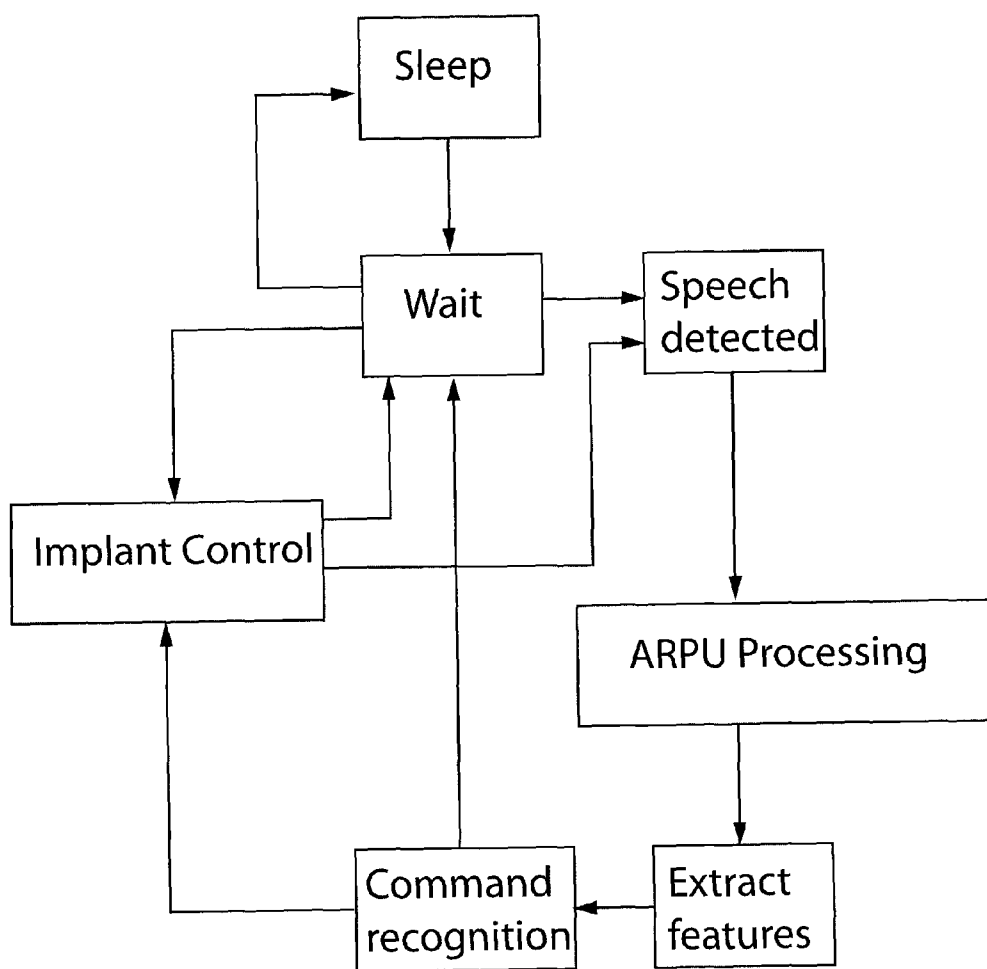 Sleep
Wait
Speech
detected
Implant Control
ARPU Processing
Command
recognition
Extract
features